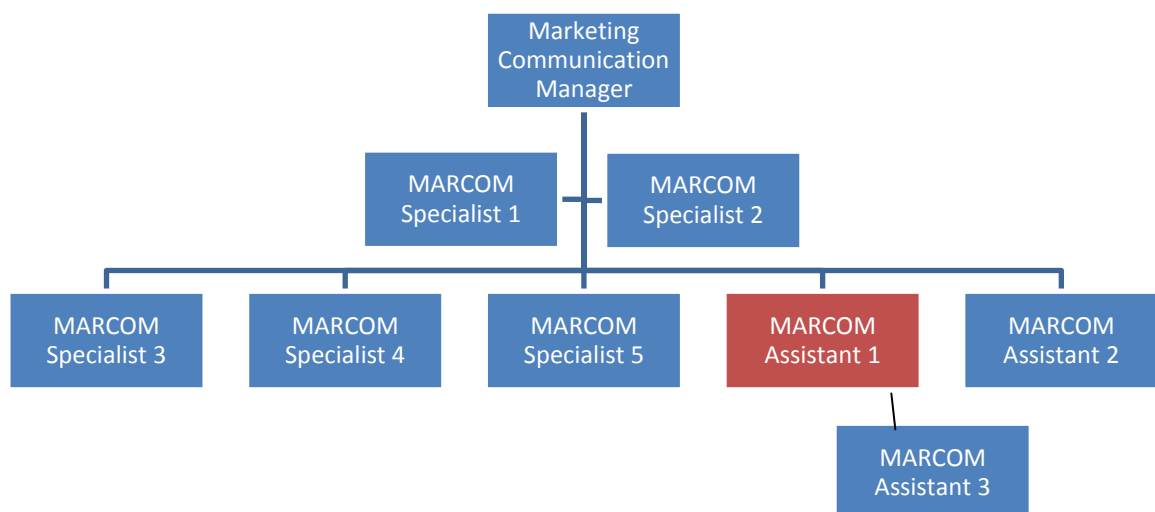 Marketing
Communication
Manager
MARCOM
Specialist 1
MARCOM
Specialist 2
MARCOM
Specialist 3
MARCOM
Specialist 4
MARCOM
Specialist 5
MARCOM
Assistant 1
MARCOM
Assistant 2
MARCOM
Assistant 3